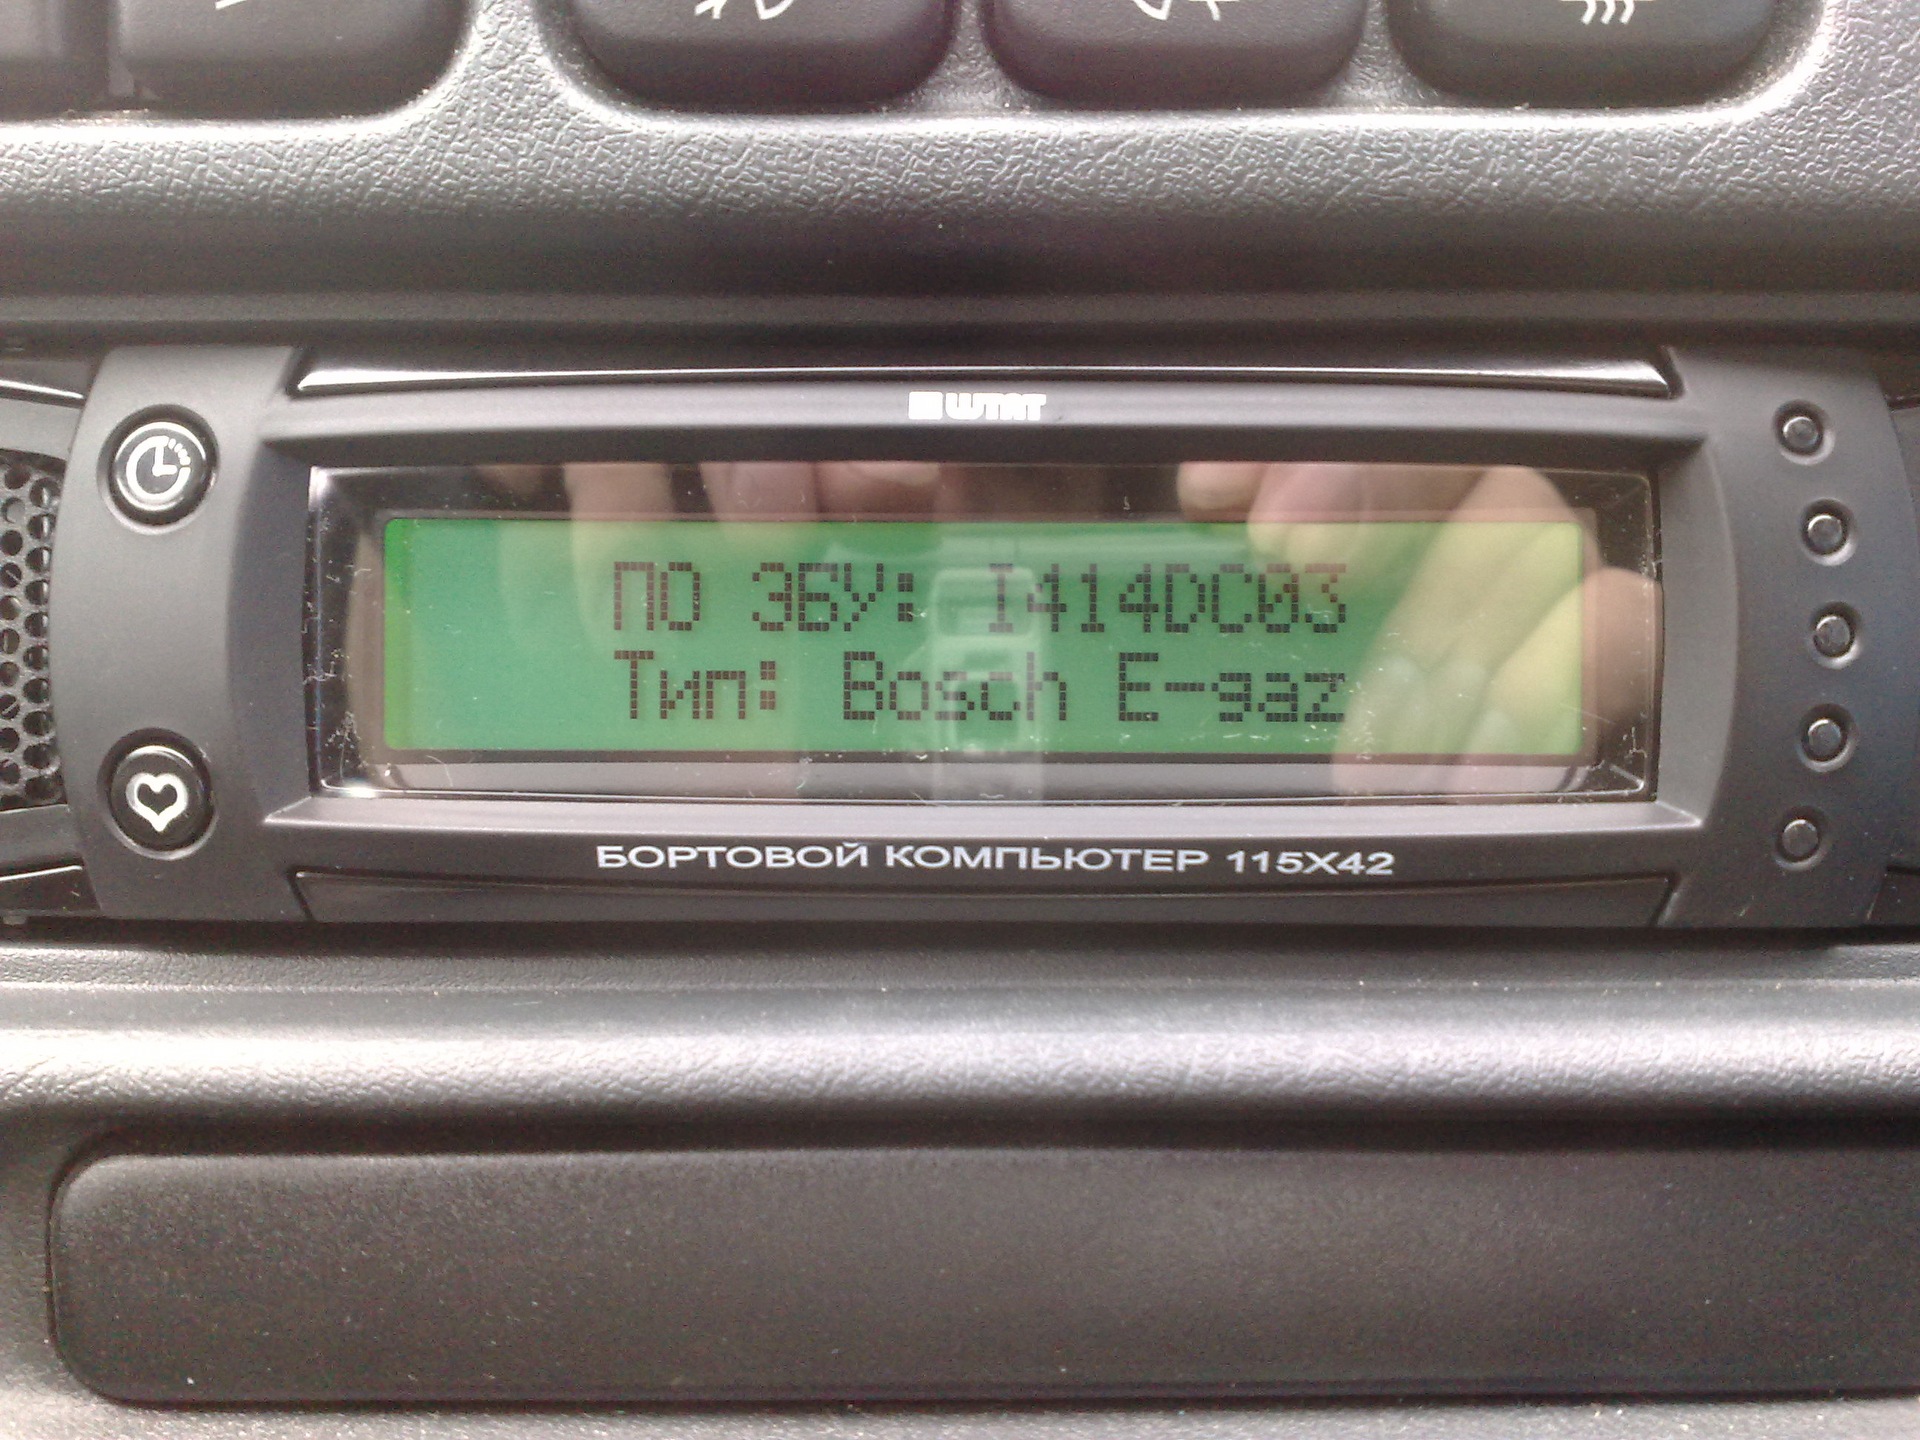 ШТАТ
ПО ЭБУ: I414DC03
Тип: Bosch E-gaz
БОРТОВОЙ КОМПЬЮТЕР 115X42